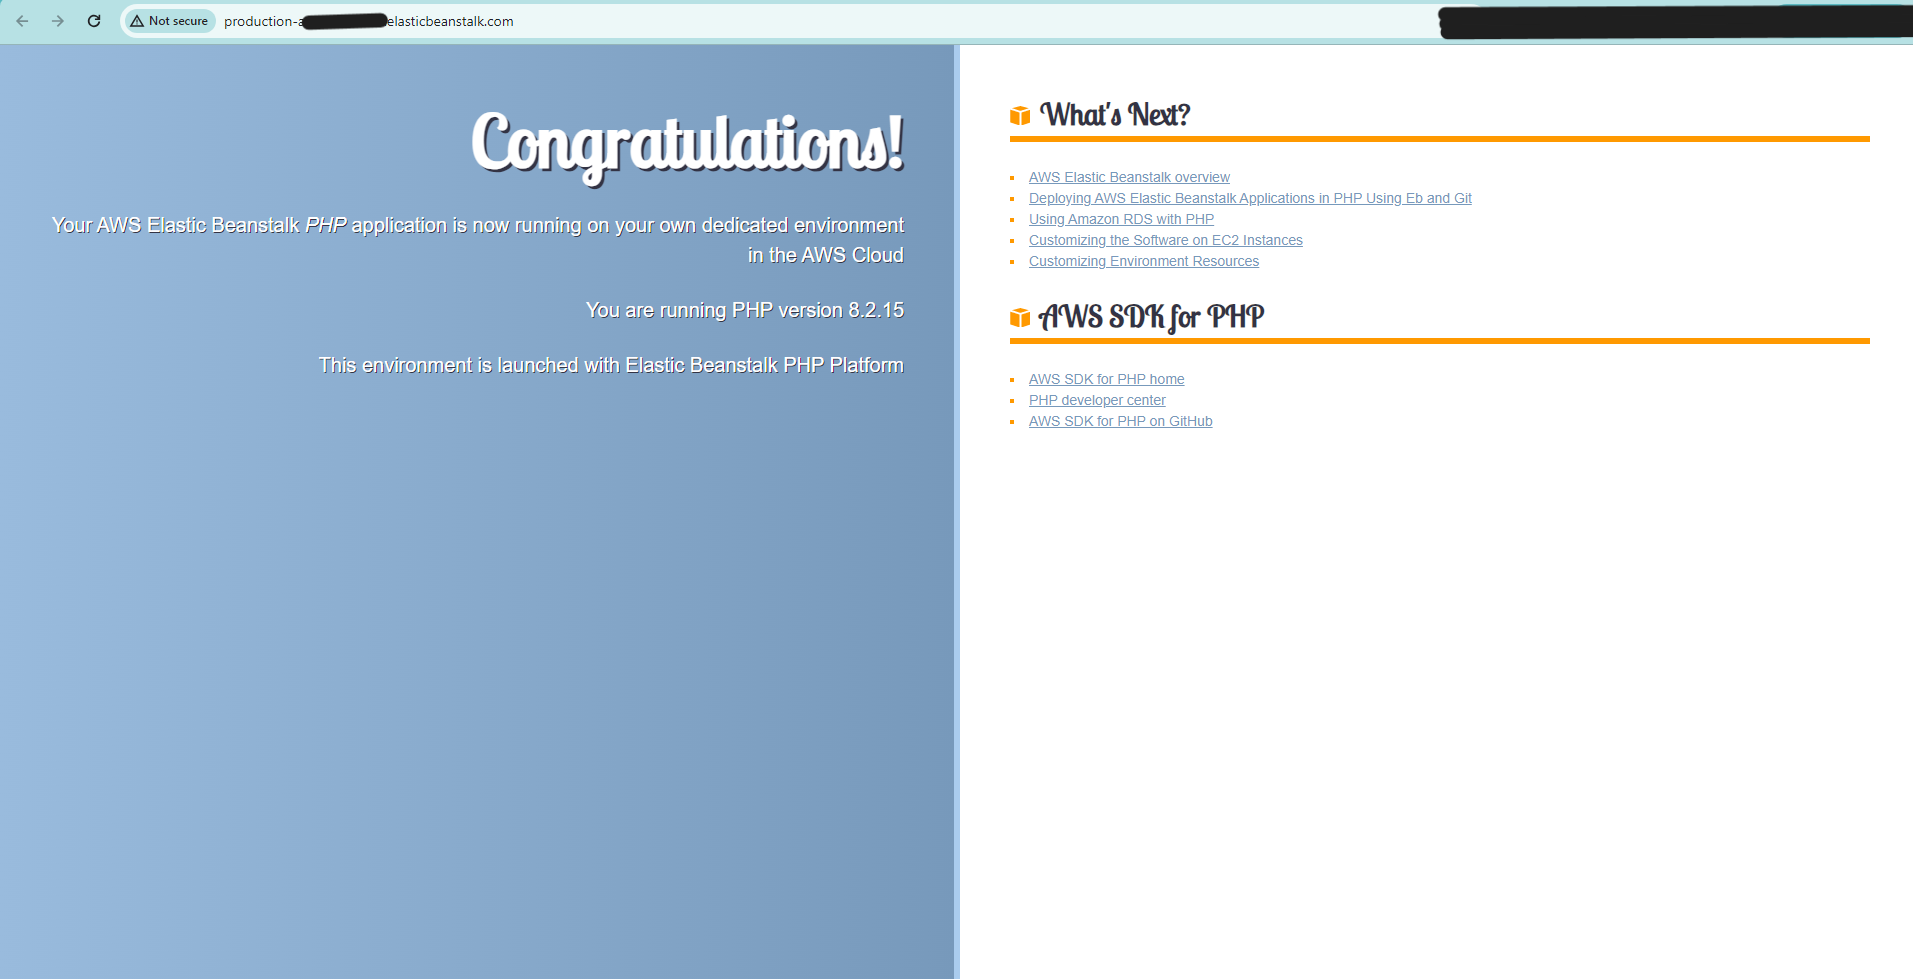 Not secure production-a elasticbeanstalk.com
Congratulations!
Your AWS Elastic Beanstalk PHP application is now running on your own dedicated environment
in the AWS Cloud
You are running PHP version 8.2.15
This environment is launched with Elastic Beanstalk PHP Platform
What's Next?
AWS Elastic Beanstalk overview
Deploying AWS Elastic Beanstalk Applications in PHP Using Eb and Git
Using Amazon RDS with PHP
Customizing the Software on EC2 Instances
Customizing Environment Resources
AWS SDK for PHP
AWS SDK for PHP home
PHP developer center
AWS SDK for PHP on GitHub